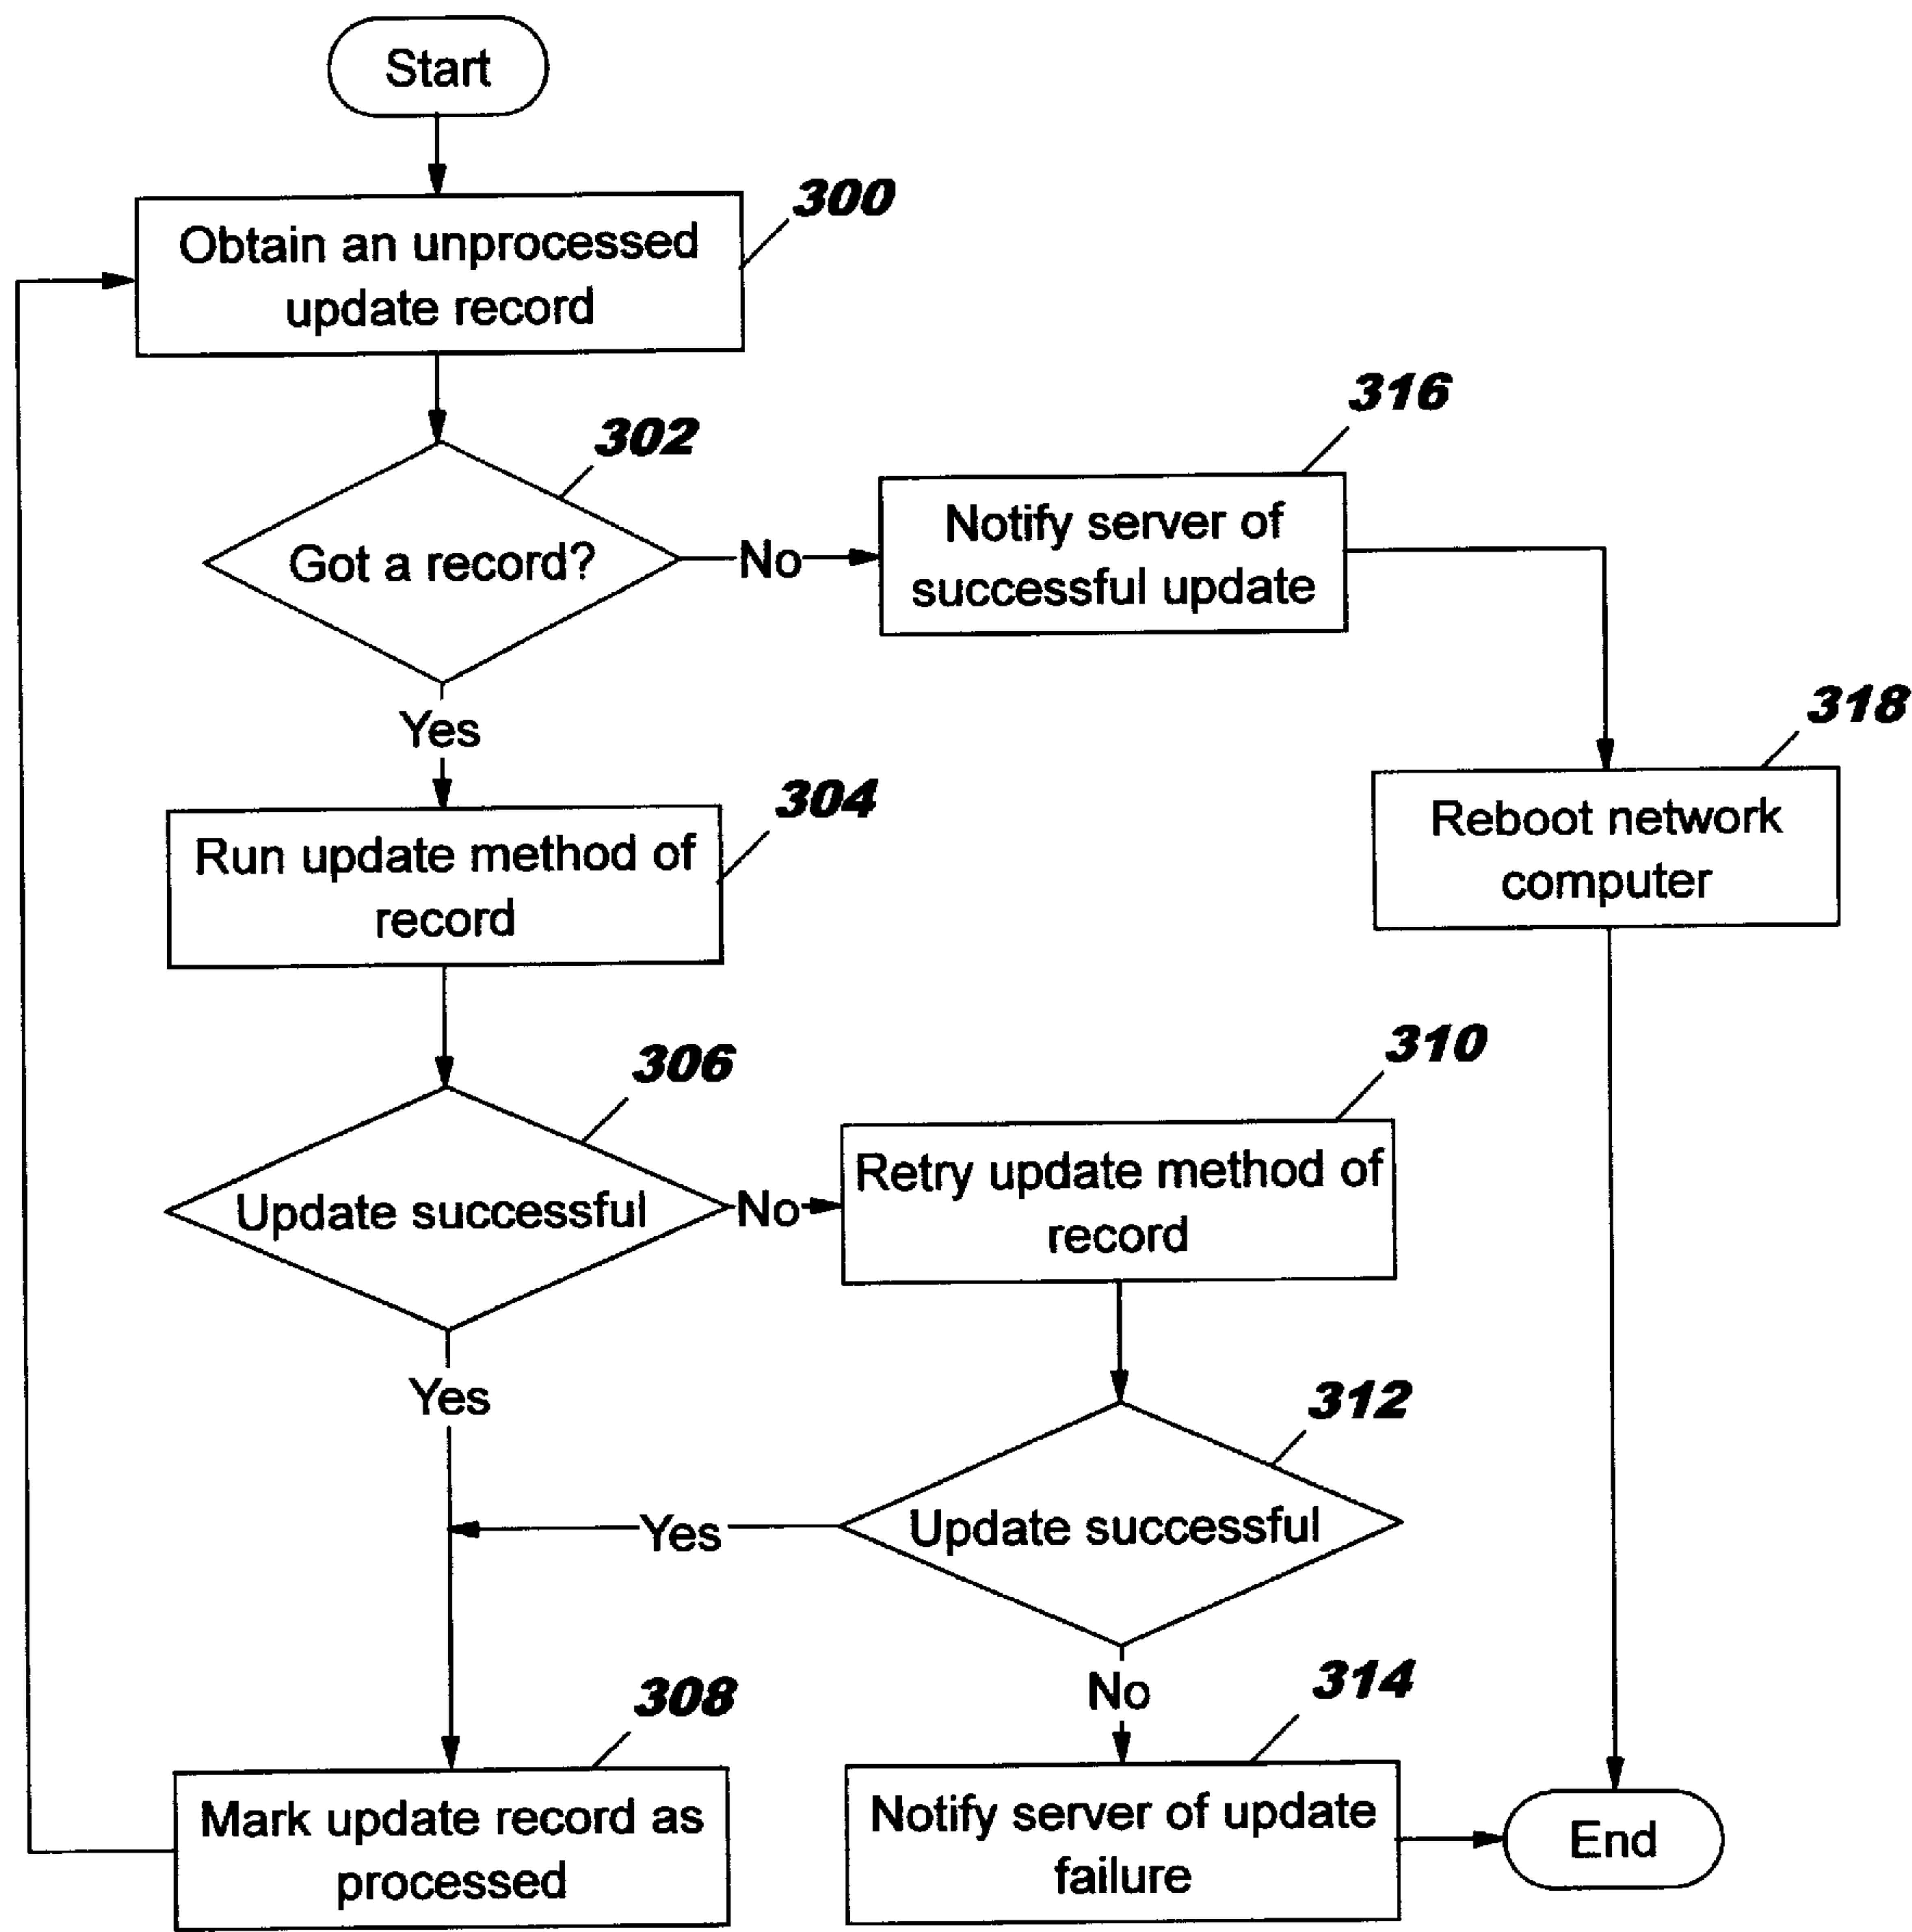 Start
300
Obtain an unprocessed
update record
316
302
Got a record?
No
Notify server of
successful update
Yes
318
304
Run update method of
record
Reboot network
computer
306
310
Update successful
No
Retry update method of
record
Yes
312
Yes
Update successful
No
308
314
Mark update record as
processed
Notify server of update
failure
End